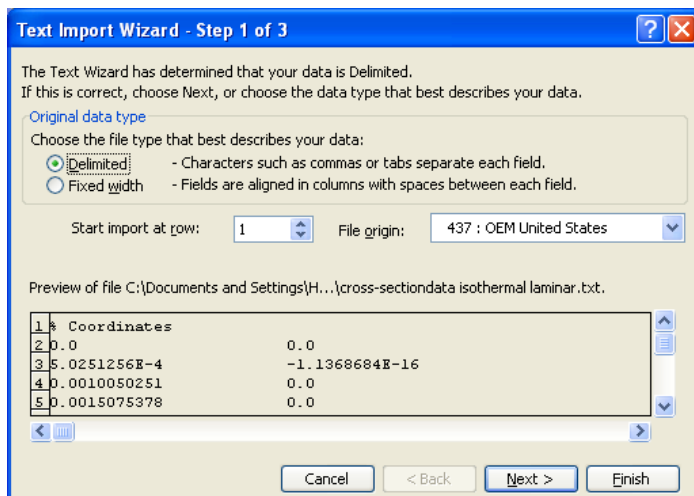 Text Import Wizard - Step 1 of 3
The Text Wizard has determined that your data is Delimited.
If this is correct, choose Next, or choose the data type that best describes your data.
Original data type
Choose the file type that best describes your data:
Delimited - Characters such as commas or tabs separate each field.
Fixed width - Fields are aligned in columns with spaces between each field.
Start import at row: 1 File origin: 437 : OEM United States
Preview of file C:\Documents and Settings\H...\cross-sectiondata isothermal laminar.txt.
1 % Coordinates
2 0.0 0.0
3 5.0251256E-4 -1.1368684E-16
4 0.0010050251 0.0
5 0.0015075378 0.0
Cancel < Back Next > Finish